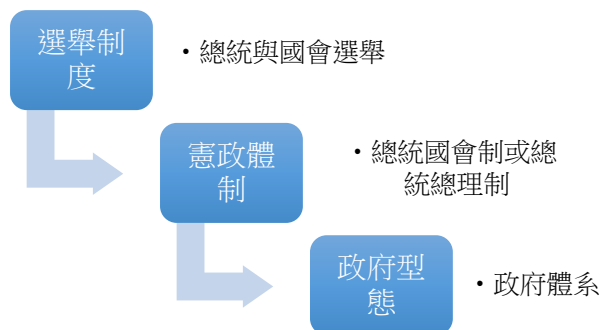 選舉制
度
・總統與國會選舉
憲政體
制
・總統國會制或總
統總理制
政府型
態
・政府體系